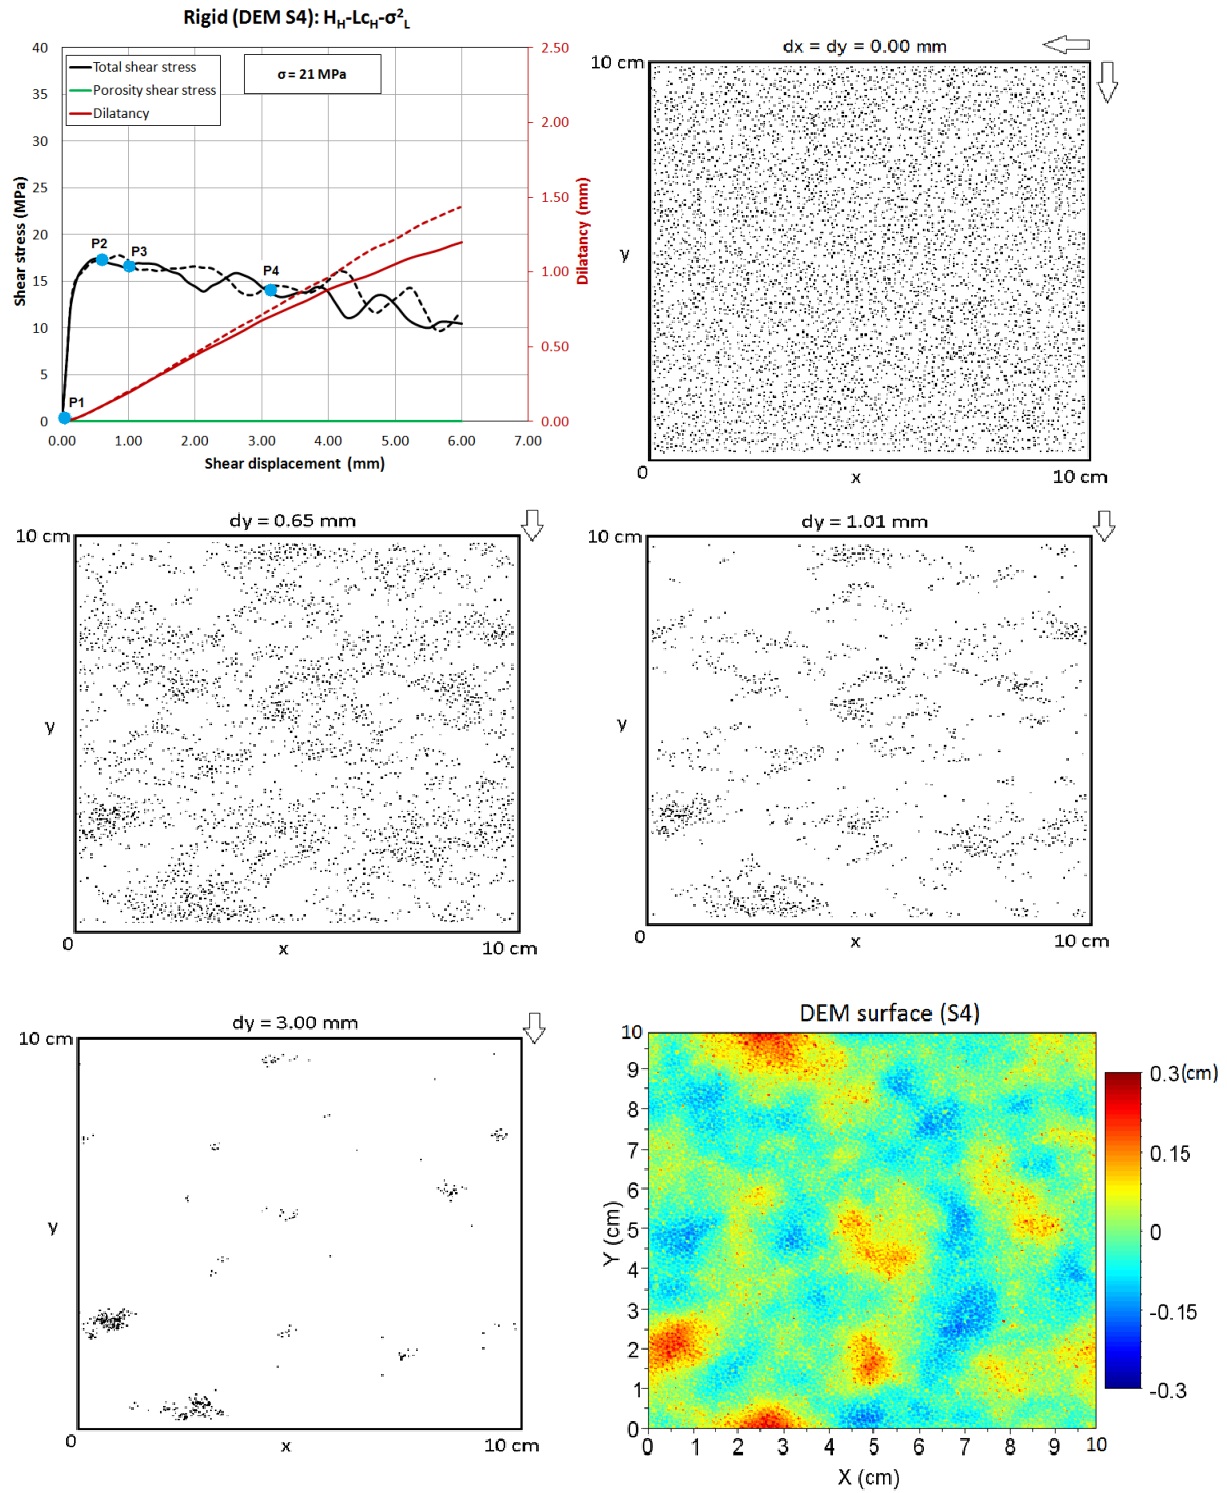 Rigid (DEM S4): H_H-Lc_H-σ²_L
40
35
30
25
20
15
10
5
0
Shear stress (MPa)
Total shear stress
Porosity shear stress
Dilatancy
σ = 21 MPa
P1
P2
P3
P4
2.50
2.00
1.50
1.00
0.50
0.00
Dilatancy (mm)
0.00 1.00 2.00 3.00 4.00 5.00 6.00 7.00
Shear displacement (mm)
dx = dy = 0.00 mm
10 cm
y
0
x
10 cm
dy = 0.65 mm
10 cm
y
0
x
10 cm
dy = 1.01 mm
10 cm
y
0
x
10 cm
dy = 3.00 mm
10 cm
y
0
x
10 cm
DEM surface (S4)
10
9
8
7
6
5
4
3
2
1
0
Y (cm)
0 1 2 3 4 5 6 7 8 9 10
X (cm)
0.3(cm)
0.15
0
-0.15
-0.3